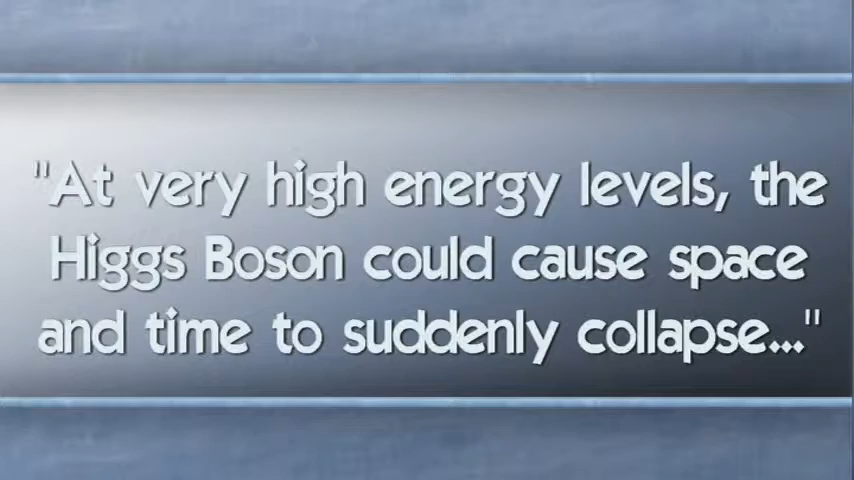 "At very high energy levels, the
Higgs Boson could cause space
and time to suddenly collapse..."